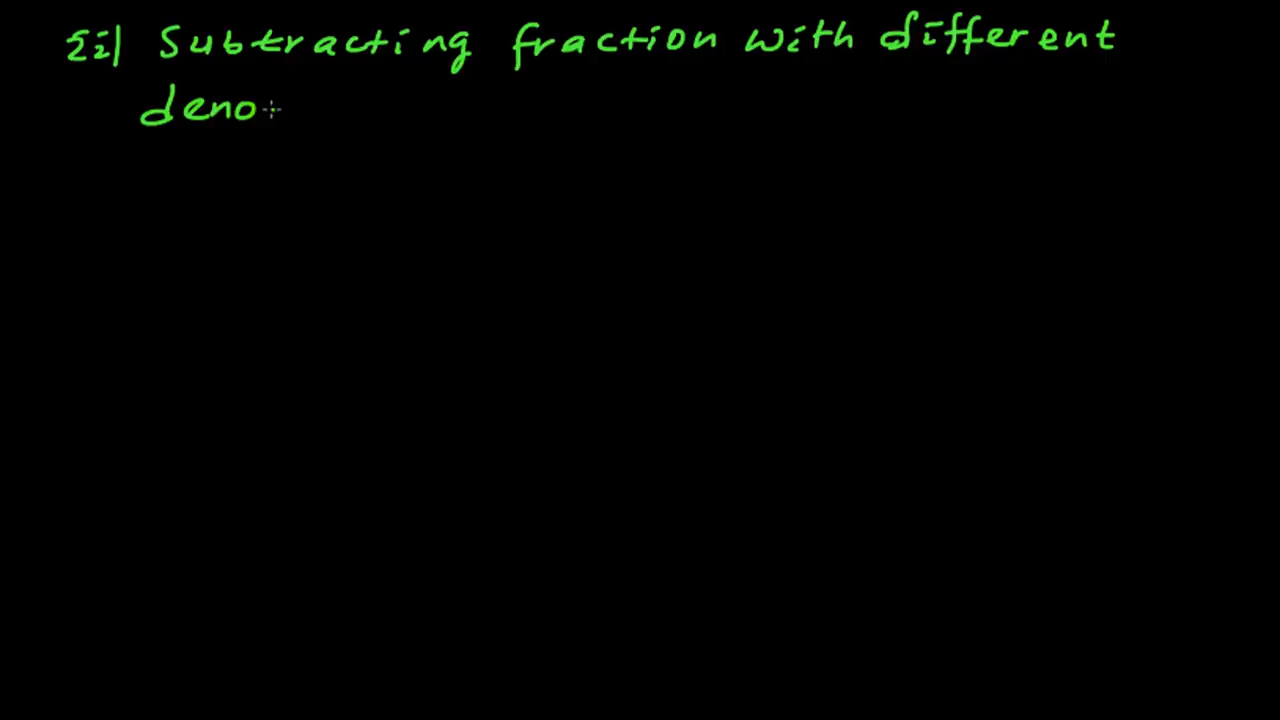 ii) Subtracting fraction with different
deno